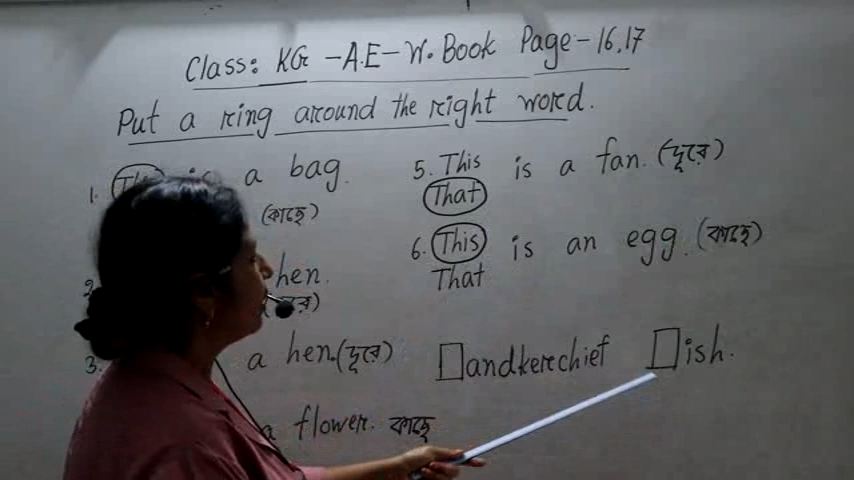 Class: KG - A.E - W. Book Page - 16,17
Put a ring around the right word.
1. is a bag.
(কাছে)
hen.
3. a hen. (দূরে)
a flower. কাছে
5. This is a fan. (দূরে)
That
6. This is an egg. (কাছে)
That
□andkerchief □ish.